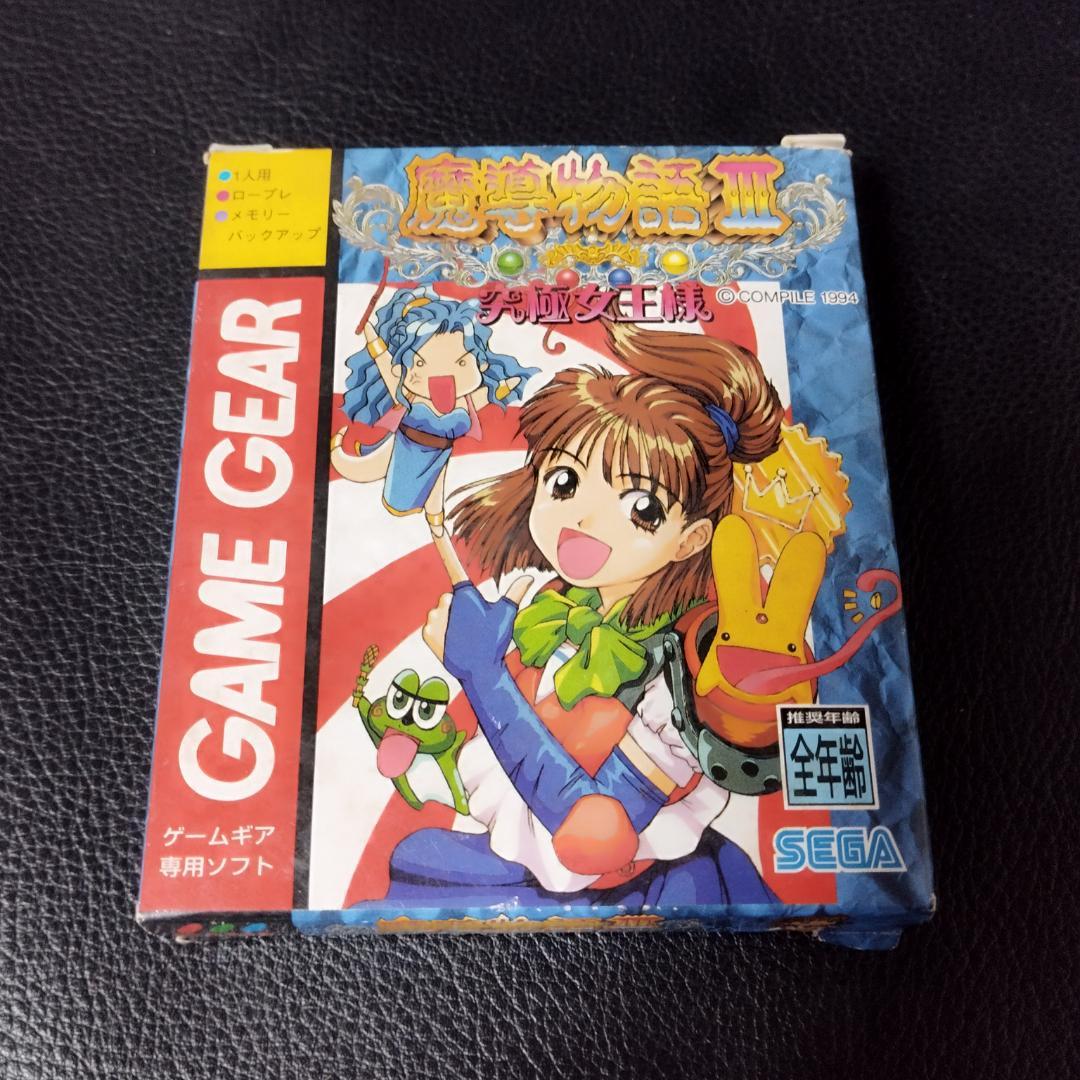 ●1人用
●ロープレ
●メモリー
バックアップ
魔導物語III
究極女王様
© COMPILE 1994
GAME GEAR
ゲームギア
専用ソフト
推奨年齢
全年齢
SEGA